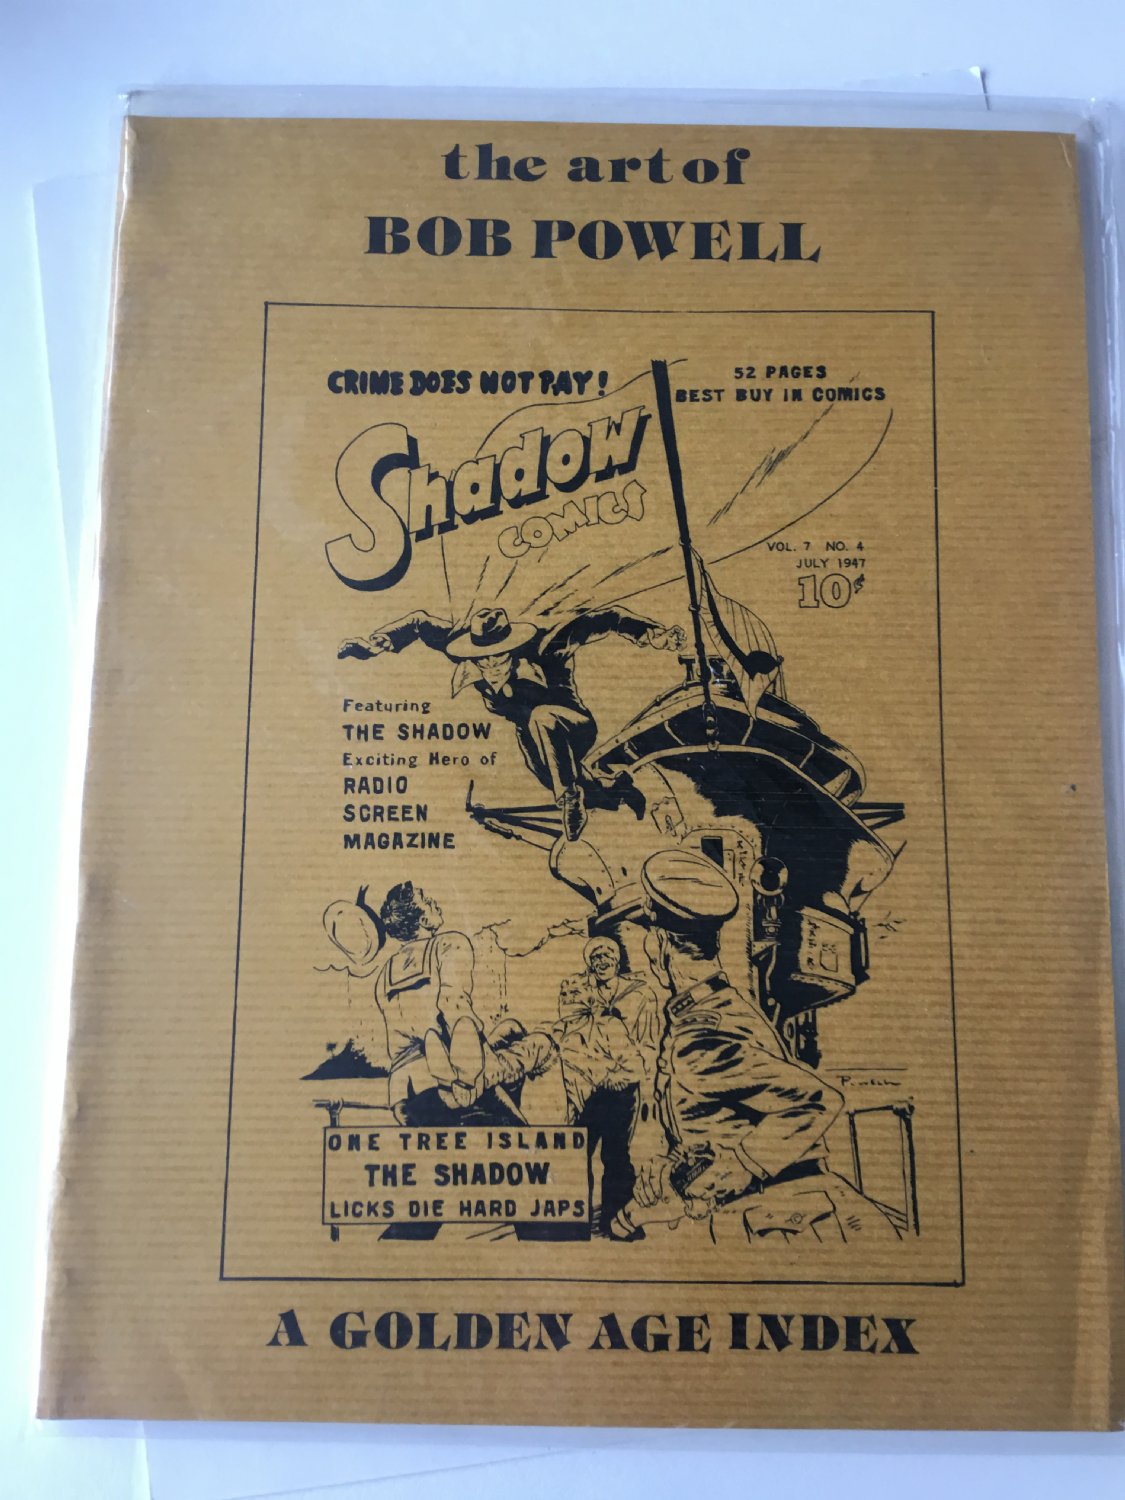 the art of
BOB POWELL
CRIME DOES NOT PAY!
52 PAGES
BEST BUY IN COMICS
Shadow
COMICS
VOL. 7 NO. 4
JULY 1947
10¢
Featuring
THE SHADOW
Exciting Hero of
RADIO
SCREEN
MAGAZINE
Powell
ONE TREE ISLAND
THE SHADOW
LICKS DIE HARD JAPS
A GOLDEN AGE INDEX